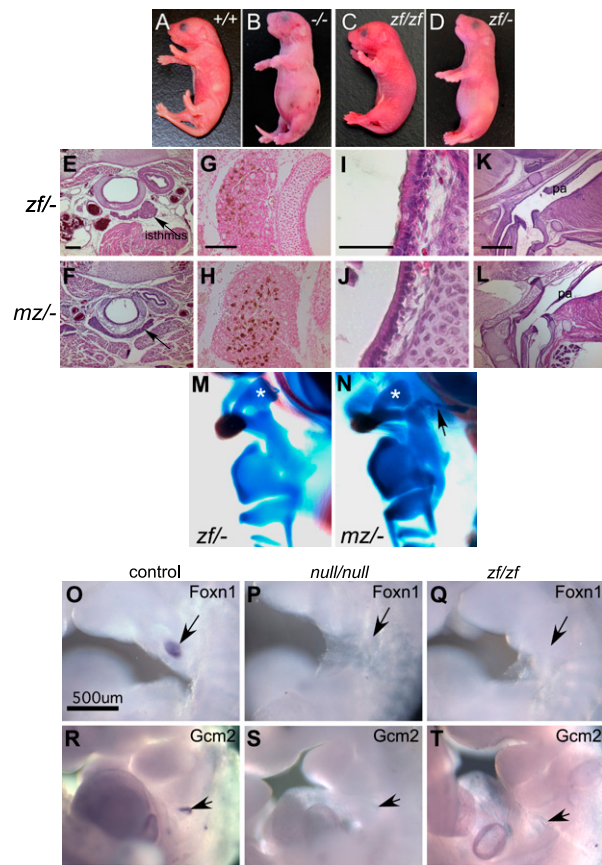 A +/+ B -/- C zf/zf D zf/-
E G I K
zf/- isthmus pa
F H J L
mz/- pa
M * N *
zf/- mz/-
control null/null zf/zf
O Foxn1 P Foxn1 Q Foxn1
500um
R Gcm2 S Gcm2 T Gcm2